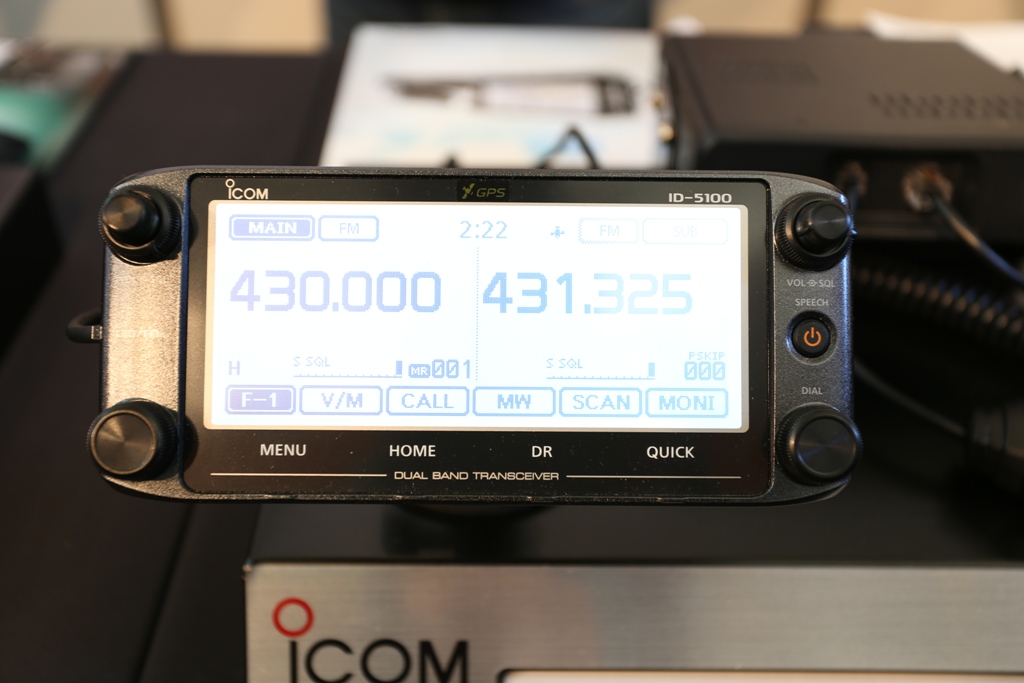 ICOM
GPS
ID-5100
MAIN FM 2:22 FM SUB
430.000 431.325
VOL SQL
SPEECH
H S SQL MR 001 S SQL PSKIP 000
F-1 V/M CALL MW SCAN MONI
DIAL
MENU HOME DR QUICK
DUAL BAND TRANSCEIVER
ICOM